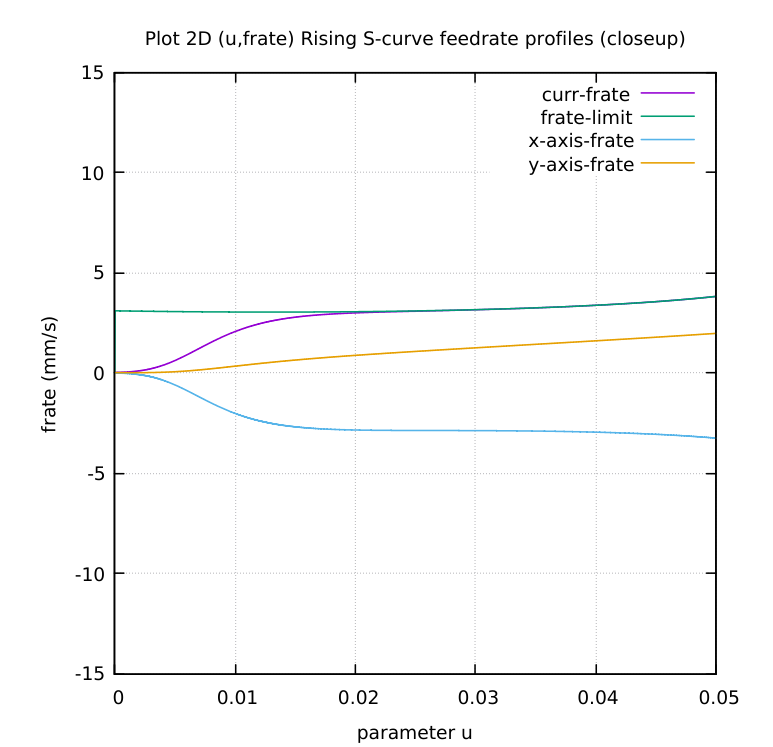 Plot 2D (u,frate) Rising S-curve feedrate profiles (closeup)
15
10
5
0
-5
-10
-15
frate (mm/s)
curr-frate
frate-limit
x-axis-frate
y-axis-frate
0 0.01 0.02 0.03 0.04 0.05
parameter u